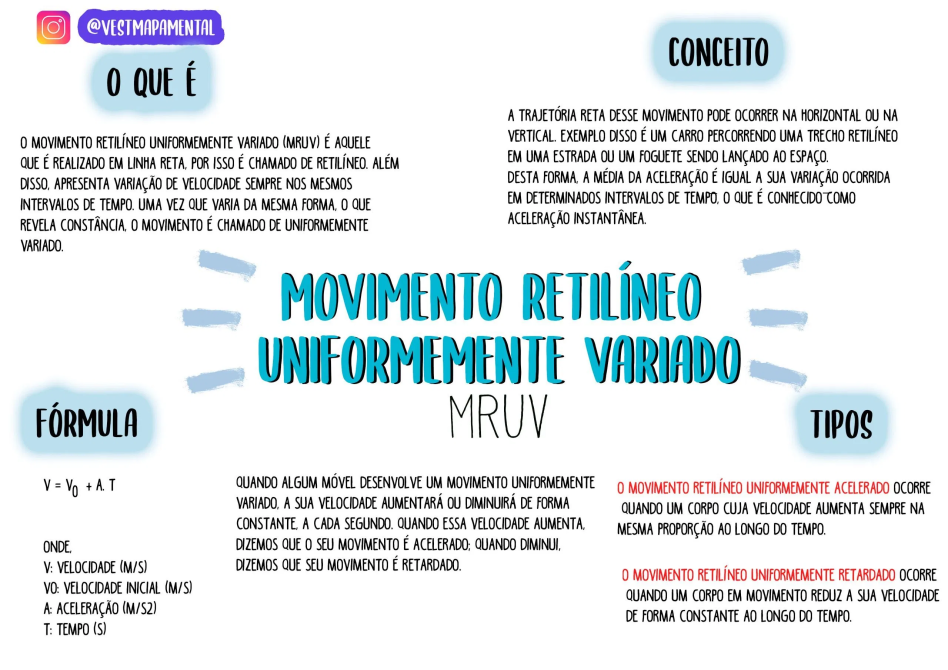 @VESTMAPAMENTAL
O QUE É
O MOVIMENTO RETILÍNEO UNIFORMEMENTE VARIADO (MRUV) É AQUELE
QUE É REALIZADO EM LINHA RETA, POR ISSO É CHAMADO DE RETILÍNEO. ALÉM
DISSO, APRESENTA VARIAÇÃO DE VELOCIDADE SEMPRE NOS MESMOS
INTERVALOS DE TEMPO. UMA VEZ QUE VARIA DA MESMA FORMA, O QUE
REVELA CONSTÂNCIA, O MOVIMENTO É CHAMADO DE UNIFORMEMENTE
VARIADO.
CONCEITO
A TRAJETÓRIA RETA DESSE MOVIMENTO PODE OCORRER NA HORIZONTAL OU NA
VERTICAL. EXEMPLO DISSO É UM CARRO PERCORRENDO UMA TRECHO RETILÍNEO
EM UMA ESTRADA OU UM FOGUETE SENDO LANÇADO AO ESPAÇO.
DESTA FORMA, A MÉDIA DA ACELERAÇÃO É IGUAL A SUA VARIAÇÃO OCORRIDA
EM DETERMINADOS INTERVALOS DE TEMPO, O QUE É CONHECIDO COMO
ACELERAÇÃO INSTANTÂNEA.
MOVIMENTO RETILÍNEO
UNIFORMEMENTE VARIADO
MRUV
FÓRMULA
V = V0 + A. T
ONDE,
V: VELOCIDADE (M/S)
VO: VELOCIDADE INICIAL (M/S)
A: ACELERAÇÃO (M/S2)
T: TEMPO (S)
QUANDO ALGUM MÓVEL DESENVOLVE UM MOVIMENTO UNIFORMEMENTE
VARIADO, A SUA VELOCIDADE AUMENTARÁ OU DIMINUIRÁ DE FORMA
CONSTANTE, A CADA SEGUNDO. QUANDO ESSA VELOCIDADE AUMENTA,
DIZEMOS QUE O SEU MOVIMENTO É ACELERADO; QUANDO DIMINUI,
DIZEMOS QUE SEU MOVIMENTO É RETARDADO.
TIPOS
O MOVIMENTO RETILÍNEO UNIFORMEMENTE ACELERADO OCORRE
QUANDO UM CORPO CUJA VELOCIDADE AUMENTA SEMPRE NA
MESMA PROPORÇÃO AO LONGO DO TEMPO.
O MOVIMENTO RETILÍNEO UNIFORMEMENTE RETARDADO OCORRE
QUANDO UM CORPO EM MOVIMENTO REDUZ A SUA VELOCIDADE
DE FORMA CONSTANTE AO LONGO DO TEMPO.